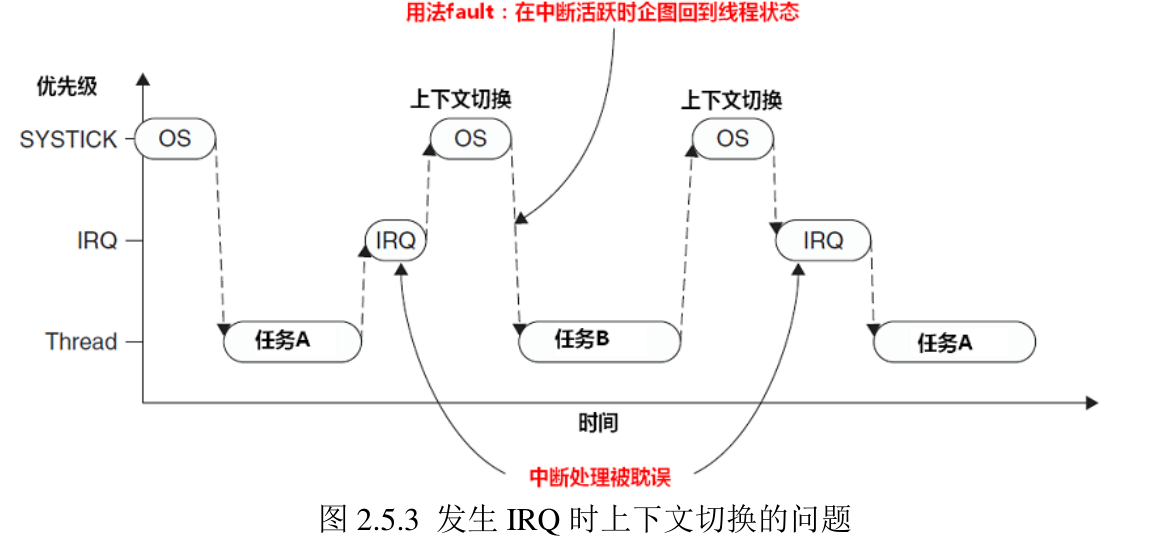 用法fault：在中断活跃时企图回到线程状态
优先级
上下文切换
上下文切换
SYSTICK
OS
OS
OS
IRQ
IRQ
IRQ
Thread
任务A
任务B
任务A
时间
中断处理被耽误
图 2.5.3 发生 IRQ 时上下文切换的问题